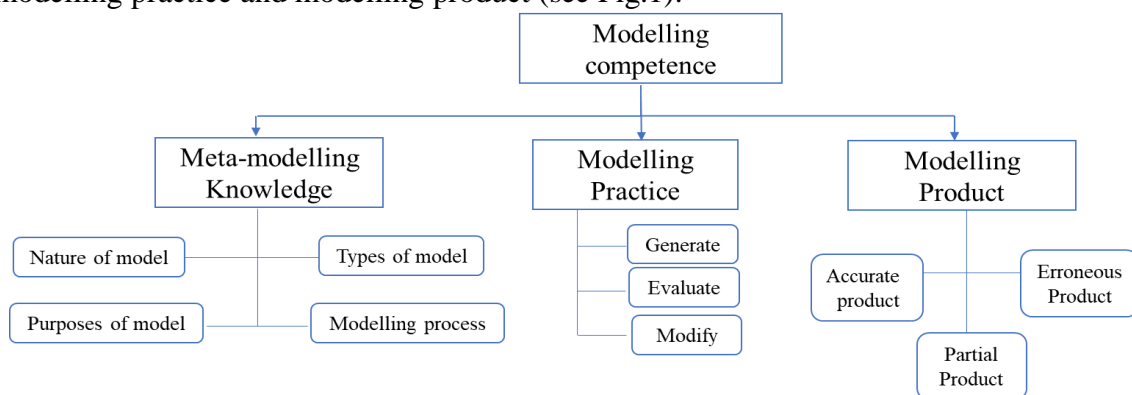 modelling practice and modelling product (see Fig.1).
Modelling
competence
Meta-modelling
Knowledge
Modelling
Practice
Modelling
Product
Nature of model
Types of model
Purposes of model
Modelling process
Generate
Evaluate
Modify
Accurate
product
Erroneous
Product
Partial
Product